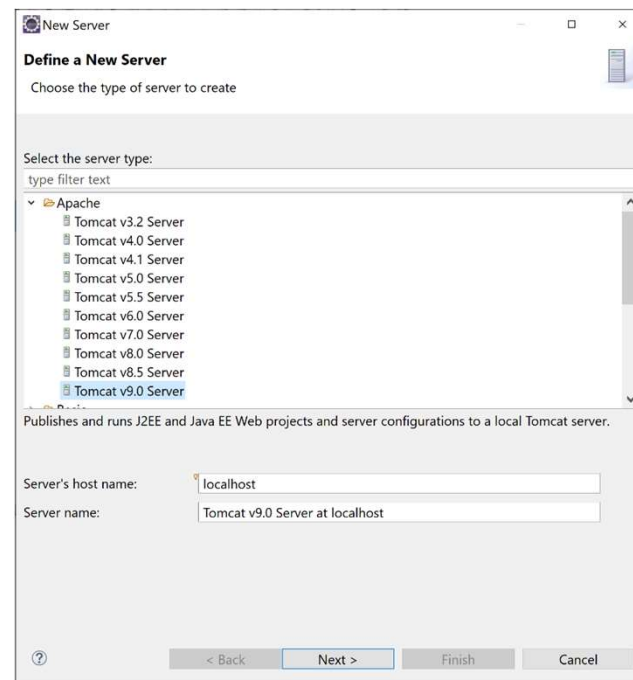 New Server
Define a New Server
Choose the type of server to create
Select the server type:
type filter text
Apache
Tomcat v3.2 Server
Tomcat v4.0 Server
Tomcat v4.1 Server
Tomcat v5.0 Server
Tomcat v5.5 Server
Tomcat v6.0 Server
Tomcat v7.0 Server
Tomcat v8.0 Server
Tomcat v8.5 Server
Tomcat v9.0 Server
Publishes and runs J2EE and Java EE Web projects and server configurations to a local Tomcat server.
Server's host name: localhost
Server name: Tomcat v9.0 Server at localhost
? < Back Next > Finish Cancel